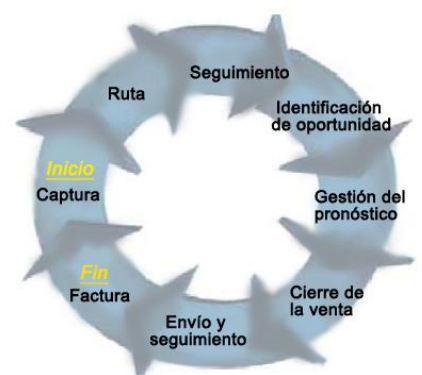 Inicio
Captura
Ruta
Seguimiento
Identificación
de oportunidad
Gestión del
pronóstico
Cierre de
la venta
Envío y
seguimiento
Fin
Factura